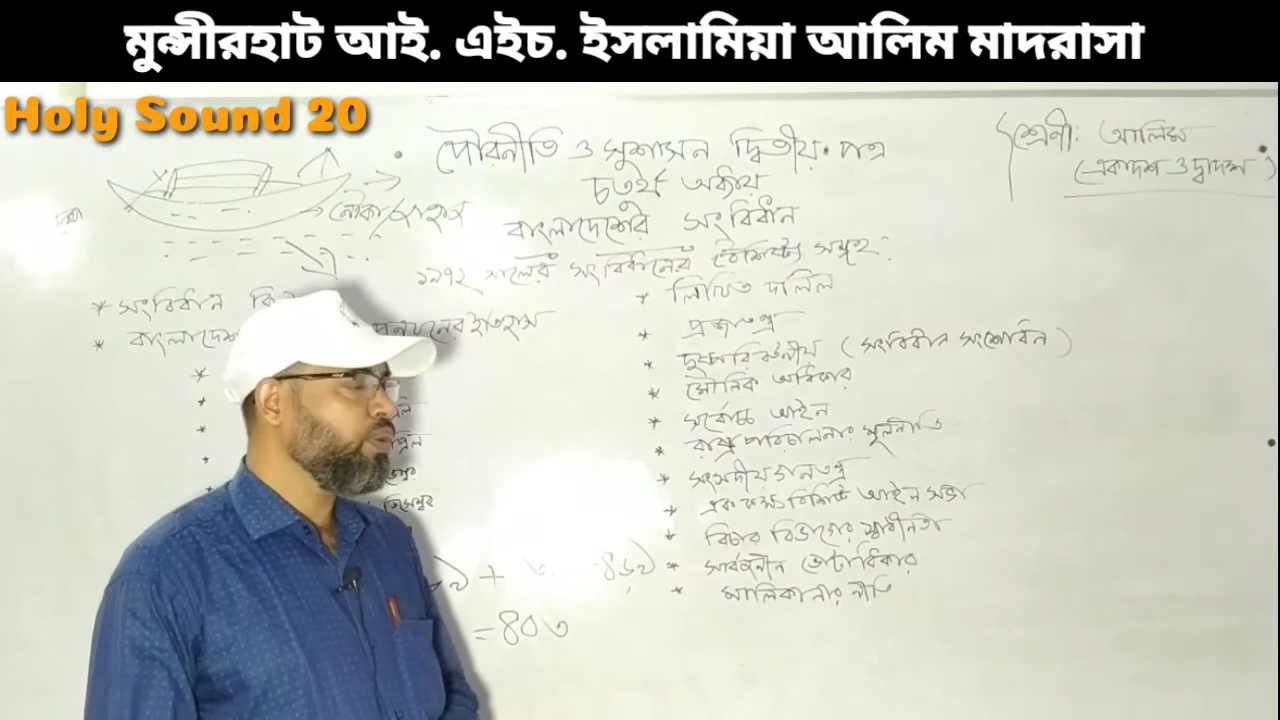 মুন্সীরহাট আই. এইচ. ইসলামিয়া আলিম মাদরাসা
Holy Sound 20
পৌরনীতি ও সুশাসন দ্বিতীয় পত্র
শ্রেণী: আলিম
(একাদশ ও দ্বাদশ)
চতুর্থ অধ্যায়
বাংলাদেশের সংবিধান
নৌকা/
১৯৭২ সালের সংবিধানের বৈশিষ্ট্য সমূহ:
* সংবিধান কি
* বাংলাদেশ
ইতিহাস
* লিখিত দলিল
* প্রজাতন্ত্র
* দুষ্পরিবর্তনীয় (সংবিধান সংশোধন)
* মৌলিক অধিকার
* সর্বোচ্চ আইন
* রাষ্ট্র পরিচালনার মূলনীতি
* সংসদীয় গনতন্ত্র
* এক কক্ষ বিশিষ্ট আইন সভা
* বিচার বিভাগের স্বাধীনতা
* সার্বজনীন ভোটাধিকার
* মালিকানার নীতি
= ৪০৩